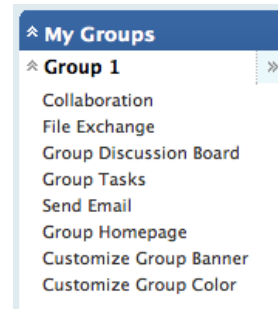 My Groups
Group 1
Collaboration
File Exchange
Group Discussion Board
Group Tasks
Send Email
Group Homepage
Customize Group Banner
Customize Group Color